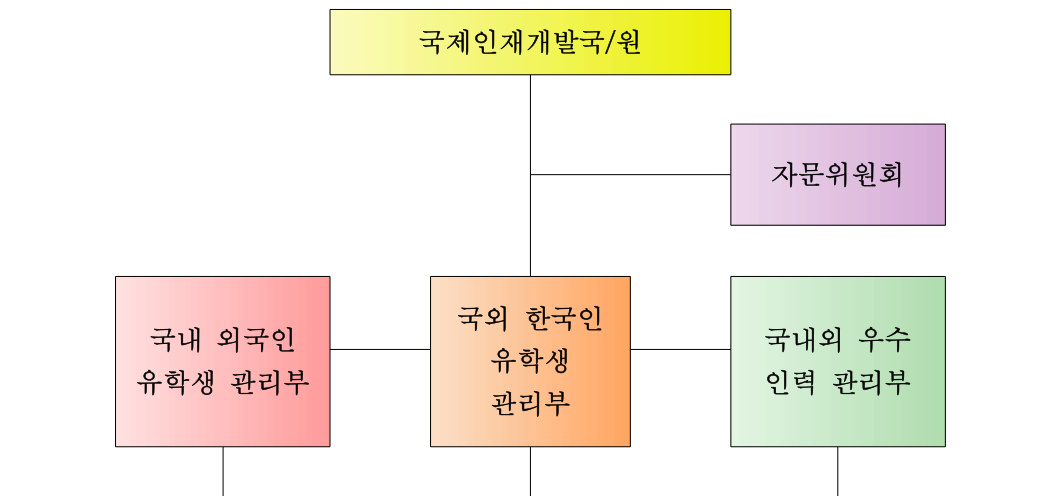 국제인재개발국/원
자문위원회
국내 외국인
유학생 관리부
국외 한국인
유학생
관리부
국내외 우수
인력 관리부